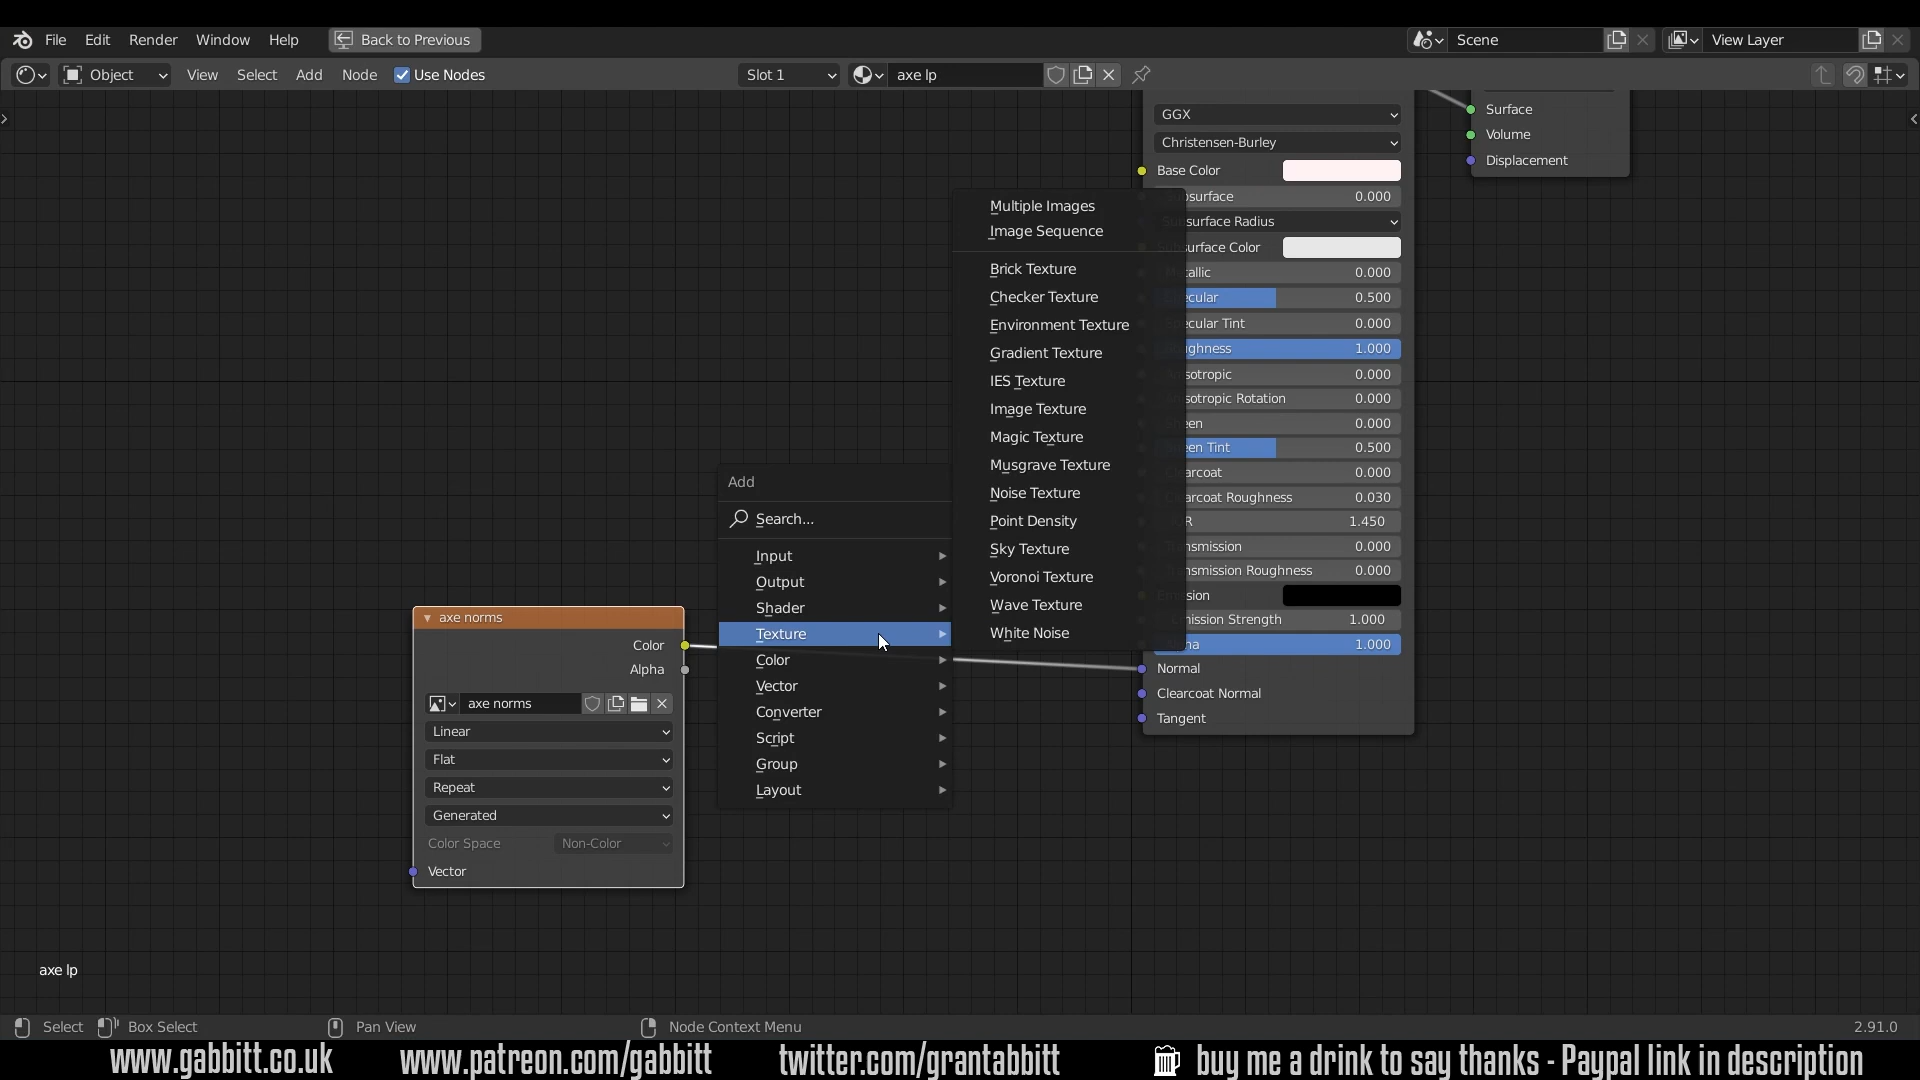 File Edit Render Window Help Back to Previous Scene View Layer
Object View Select Add Node Use Nodes Slot 1 axe lp
GGX
Christensen-Burley
Base Color
0.000
Metallic 0.000
0.500
0.000
1.000
0.000
Rotation 0.000
0.000
0.500
0.000
Roughness 0.030
1.450
0.000
Roughness 0.000
Strength 1.000
1.000
Normal
Clearcoat Normal
Tangent
Surface
Volume
Displacement
Multiple Images
Image Sequence
Brick Texture
Checker Texture
Environment Texture
Gradient Texture
IES Texture
Image Texture
Magic Texture
Musgrave Texture
Noise Texture
Point Density
Sky Texture
Voronoi Texture
Wave Texture
White Noise
Add
Search...
Input
Output
Shader
Texture
Color
Vector
Converter
Script
Group
Layout
axe norms
Color
Alpha
axe norms
Linear
Flat
Repeat
Generated
Color Space Non-Color
Vector
axe lp
Select Box Select Pan View Node Context Menu 2.91.0
www.gabbitt.co.uk www.patreon.com/gabbitt twitter.com/grantabbitt buy me a drink to say thanks - Paypal link in description